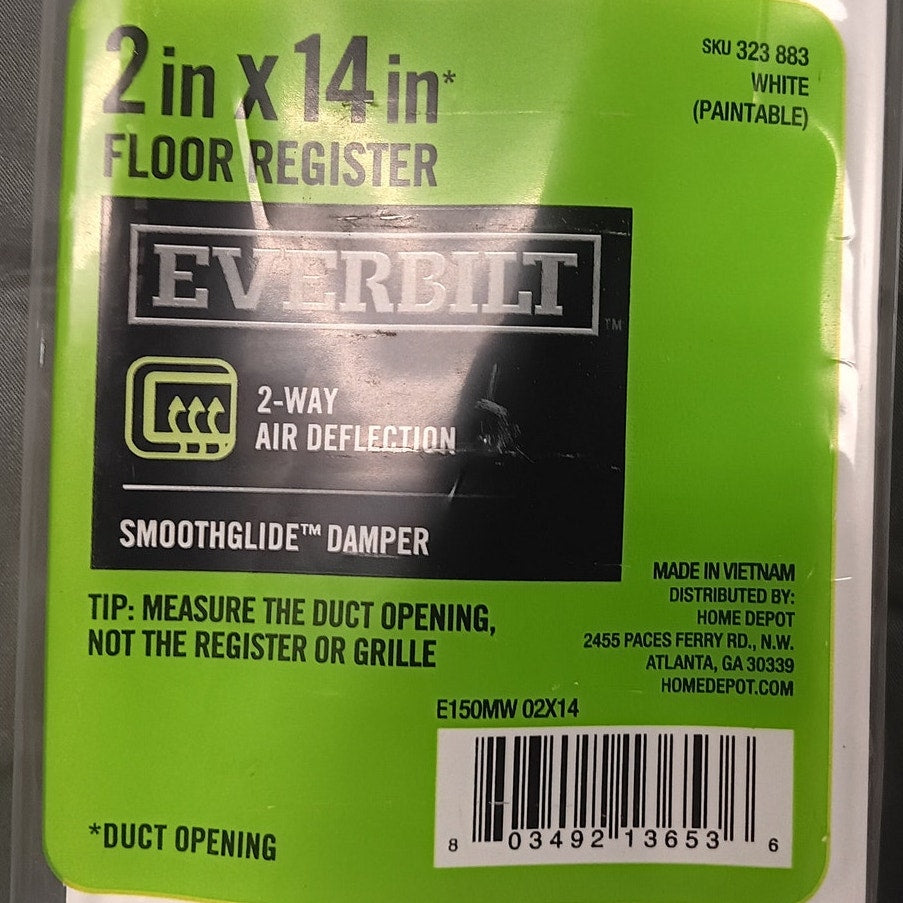 2 in x 14 in*
FLOOR REGISTER
SKU 323 883
WHITE
(PAINTABLE)
EVERBILT™
2-WAY
AIR DEFLECTION
SMOOTHGLIDE™ DAMPER
TIP: MEASURE THE DUCT OPENING,
NOT THE REGISTER OR GRILLE
MADE IN VIETNAM
DISTRIBUTED BY:
HOME DEPOT
2455 PACES FERRY RD., N.W.
ATLANTA, GA 30339
HOMEDEPOT.COM
E150MW 02X14
8 03492 13653 6
*DUCT OPENING